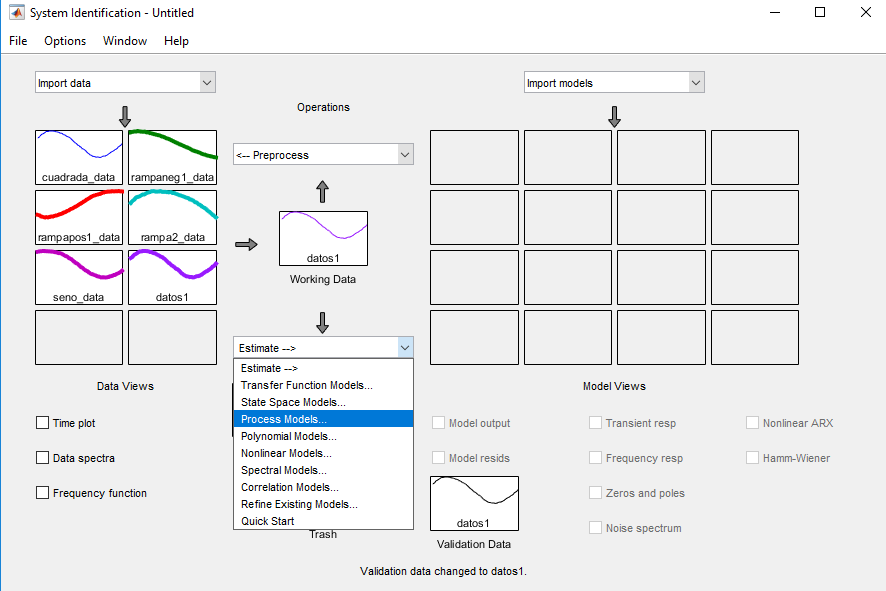 System Identification - Untitled
File Options Window Help
Import data
Import models
Operations
cuadrada_data
rampaneg1_data
<-- Preprocess
rampapos1_data
rampa2_data
datos1
Working Data
seno_data
datos1
Estimate -->
Estimate -->
Transfer Function Models...
State Space Models...
Process Models...
Polynomial Models...
Nonlinear Models...
Spectral Models...
Correlation Models...
Refine Existing Models...
Quick Start
Trash
Data Views
Time plot
Data spectra
Frequency function
Model Views
Model output
Transient resp
Nonlinear ARX
Model resids
Frequency resp
Hamm-Wiener
Zeros and poles
Noise spectrum
datos1
Validation Data
Validation data changed to datos1.